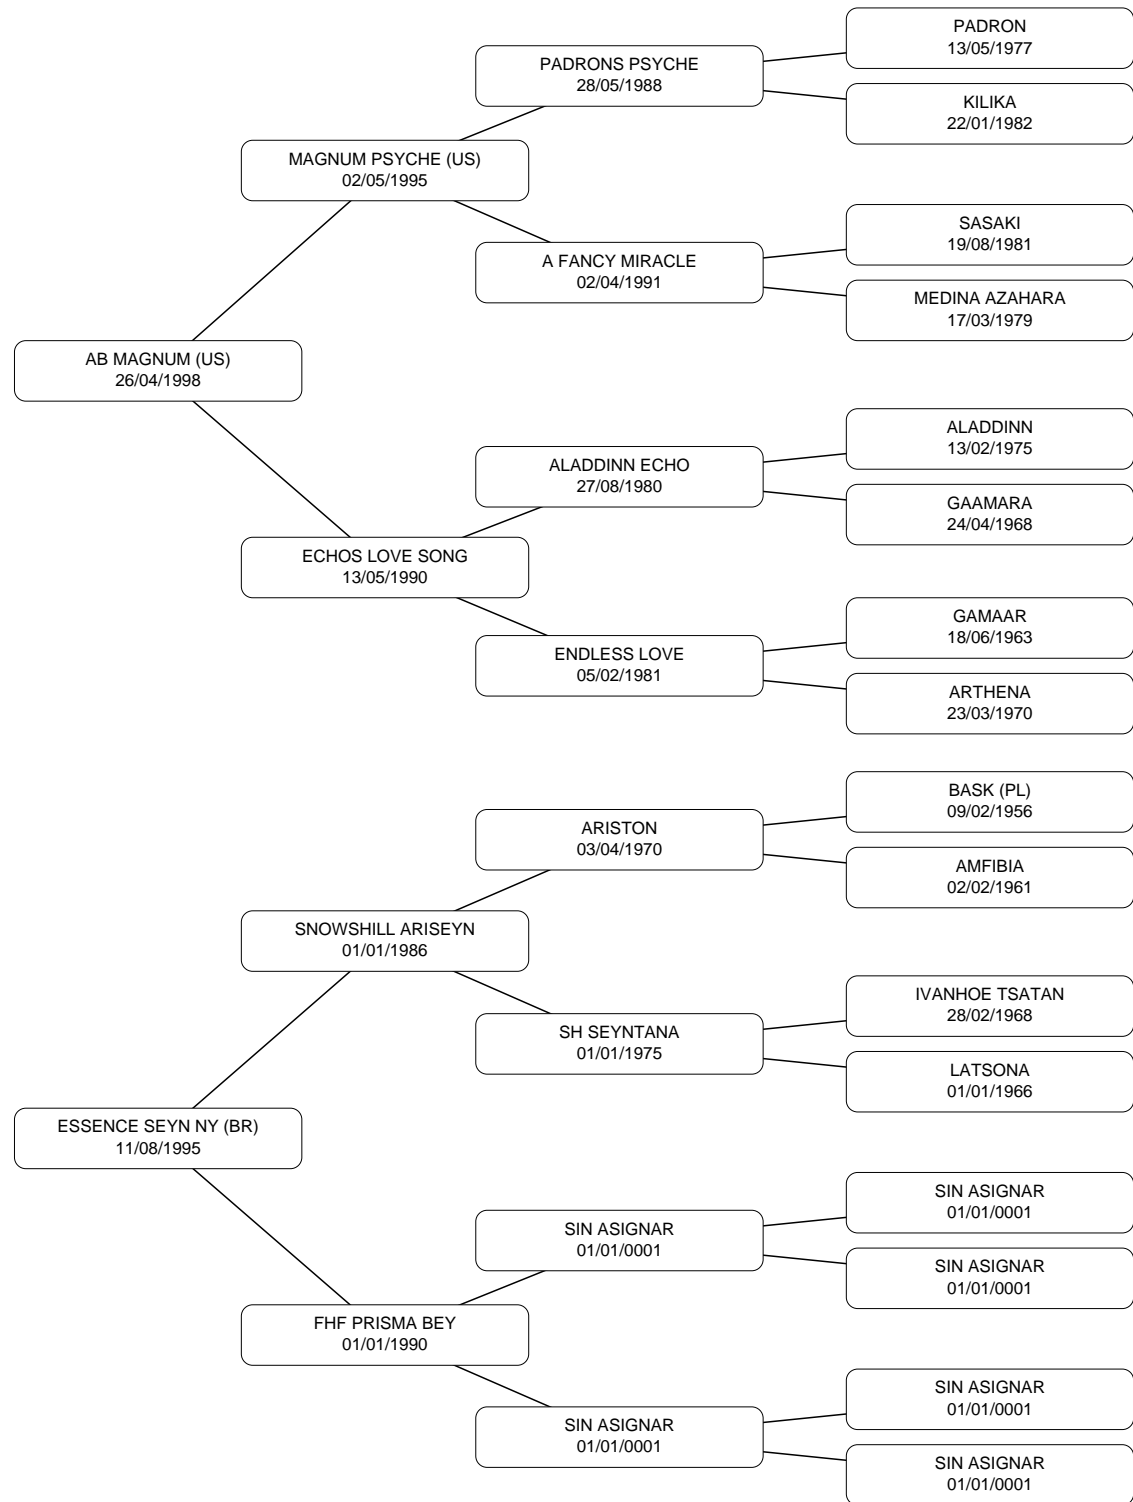 PADRON
13/05/1977
PADRONS PSYCHE
28/05/1988
KILIKA
22/01/1982
MAGNUM PSYCHE (US)
02/05/1995
SASAKI
19/08/1981
A FANCY MIRACLE
02/04/1991
MEDINA AZAHARA
17/03/1979
AB MAGNUM (US)
26/04/1998
ALADDINN
13/02/1975
ALADDINN ECHO
27/08/1980
GAAMARA
24/04/1968
ECHOS LOVE SONG
13/05/1990
GAMAAR
18/06/1963
ENDLESS LOVE
05/02/1981
ARTHENA
23/03/1970
BASK (PL)
09/02/1956
ARISTON
03/04/1970
AMFIBIA
02/02/1961
SNOWSHILL ARISEYN
01/01/1986
IVANHOE TSATAN
28/02/1968
SH SEYNTANA
01/01/1975
LATSONA
01/01/1966
ESSENCE SEYN NY (BR)
11/08/1995
SIN ASIGNAR
01/01/0001
SIN ASIGNAR
01/01/0001
SIN ASIGNAR
01/01/0001
FHF PRISMA BEY
01/01/1990
SIN ASIGNAR
01/01/0001
SIN ASIGNAR
01/01/0001
SIN ASIGNAR
01/01/0001